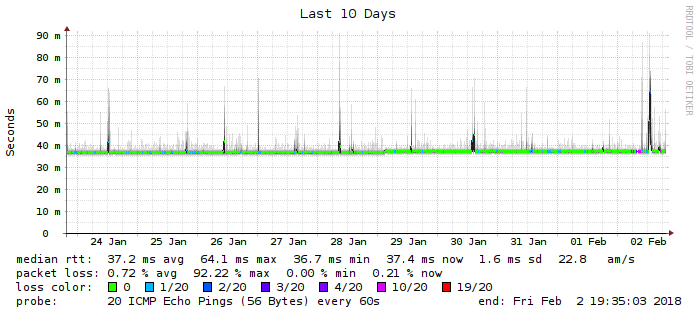 Last 10 Days
RRDTOOL / TOBI OETIKER
Seconds
90 m
80 m
70 m
60 m
50 m
40 m
30 m
20 m
10 m
0
24 Jan 25 Jan 26 Jan 27 Jan 28 Jan 29 Jan 30 Jan 31 Jan 01 Feb 02 Feb
median rtt: 37.2 ms avg 64.1 ms max 36.7 ms min 37.4 ms now 1.6 ms sd 22.8 am/s
packet loss: 0.72 % avg 92.22 % max 0.00 % min 0.21 % now
loss color: 0 1/20 2/20 3/20 4/20 10/20 19/20
probe: 20 ICMP Echo Pings (56 Bytes) every 60s end: Fri Feb 2 19:35:03 2018